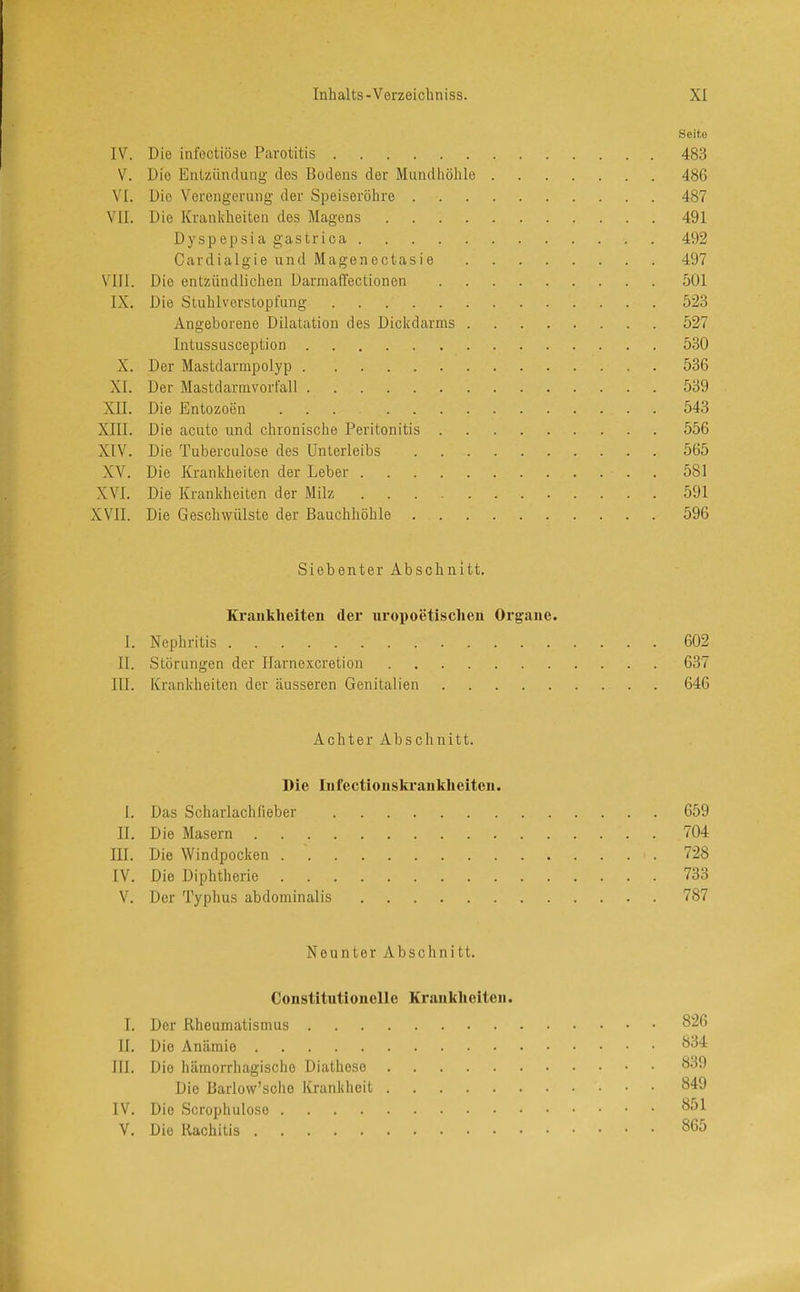 Inhalts-Verzeichniss. XI
Seite
IV. Die infectiöse Parotitis . . . . . . . . . . . . . 483
V. Die Entzündung des Bodens der Mundhöhle . . . . . . . 486
VI. Die Verengerung der Speiseröhre . . . . . . . . . . 487
VII. Die Krankheiten des Magens . . . . . . . . . . . 491
Dyspepsia gastrica . . . . . . . . . . . . 492
Cardialgie und Magenectasie . . . . . . . . 497
VIII. Die entzündlichen Darmaffectionen . . . . . . . . . 501
IX. Die Stuhlverstopfung . . . . . . . . . . . . . 523
Angeborene Dilatation des Dickdarms . . . . . . . . 527
Intussusception . . . . . . . . . . . . . . 530
X. Der Mastdarmpolyp . . . . . . . . . . . . . . 536
XI. Der Mastdarmvorfall . . . . . . . . . . . . . . 539
XII. Die Entozoën . . . . . . . . . . . . . . 543
XIII. Die acute und chronische Peritonitis . . . . . . . . . 556
XIV. Die Tuberculose des Unterleibs . . . . . . . . . . 565
XV. Die Krankheiten der Leber . . . . . . . . . . . . 581
XVI. Die Krankheiten der Milz . . . . . . . . . . . . 591
XVII. Die Geschwülste der Bauchhöhle . . . . . . . . . . 596
Siebenter Abschnitt.
Krankheiten der uropoëtischen Organe.
I. Nephritis . . . . . . . . . . . . . . . . . 602
II. Störungen der Harnexcretion . . . . . . . . . . . 637
III. Krankheiten der äusseren Genitalien . . . . . . . . . 646
Achter Abschnitt.
Die Infectionskrankheiten.
I. Das Scharlachfieber . . . . . . . . . . . . . 659
II. Die Masern . . . . . . . . . . . . . . . . 704
III. Die Windpocken . . . . . . . . . . . . . . . 728
IV. Die Diphtherie . . . . . . . . . . . . . . . 733
V. Der Typhus abdominalis . . . . . . . . . . . . 787
Neunter Abschnitt.
Constitutionelle Krankheiten.
I. Der Rheumatismus . . . . . . . . . . . . . . 826
II. Die Anämie . . . . . . . . . . . . . . . . 834
III. Die hämorrhagische Diathese . . . . . . . . . . . 839
Die Barlow'sche Krankheit . . . . . . . . . . . 849
IV. Die Scrophulose . . . . . . . . . . . . . . . 851
V. Die Rachitis . . . . . . . . . . . . . . . . 865